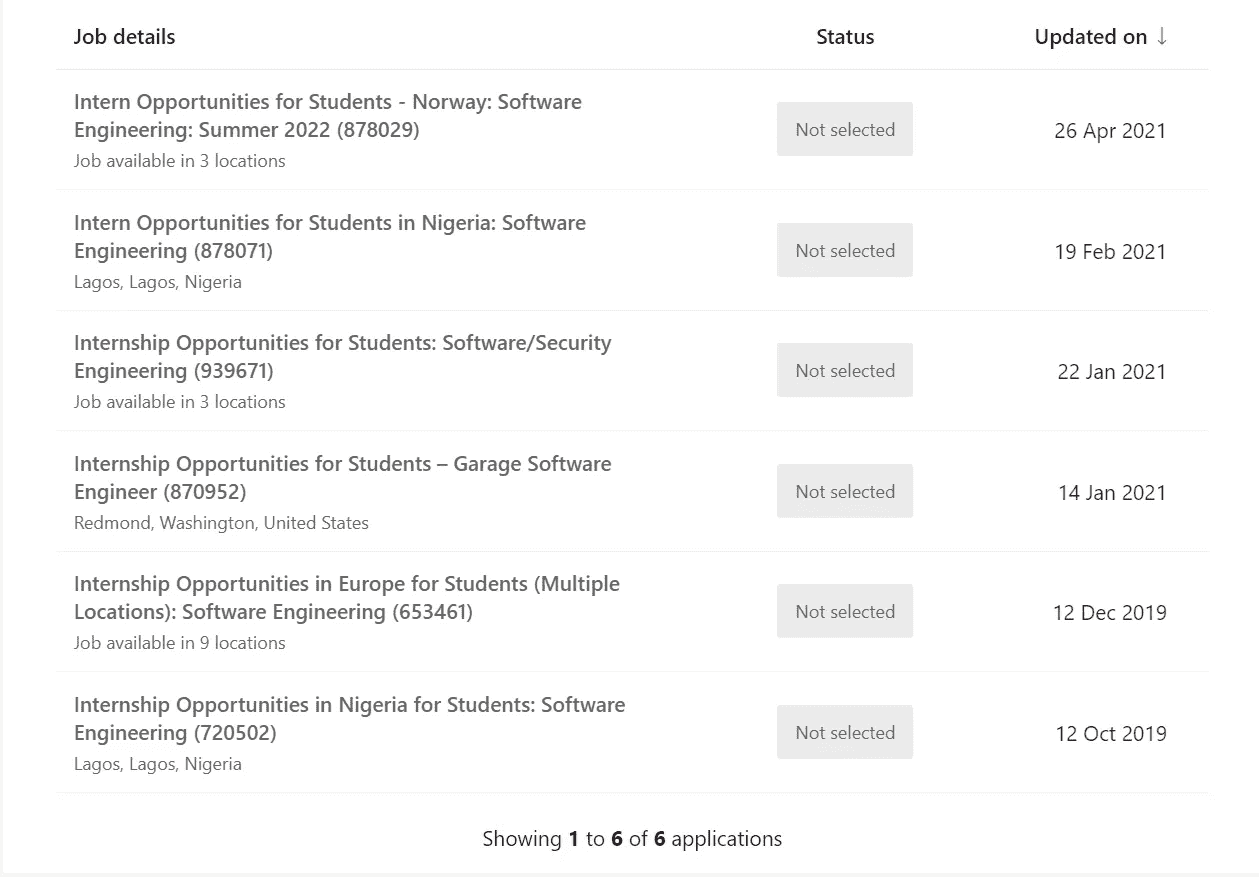 Job details Status Updated on ↓
Intern Opportunities for Students - Norway: Software
Engineering: Summer 2022 (878029)
Job available in 3 locations
Not selected
26 Apr 2021
Intern Opportunities for Students in Nigeria: Software
Engineering (878071)
Lagos, Lagos, Nigeria
Not selected
19 Feb 2021
Internship Opportunities for Students: Software/Security
Engineering (939671)
Job available in 3 locations
Not selected
22 Jan 2021
Internship Opportunities for Students – Garage Software
Engineer (870952)
Redmond, Washington, United States
Not selected
14 Jan 2021
Internship Opportunities in Europe for Students (Multiple
Locations): Software Engineering (653461)
Job available in 9 locations
Not selected
12 Dec 2019
Internship Opportunities in Nigeria for Students: Software
Engineering (720502)
Lagos, Lagos, Nigeria
Not selected
12 Oct 2019
Showing 1 to 6 of 6 applications